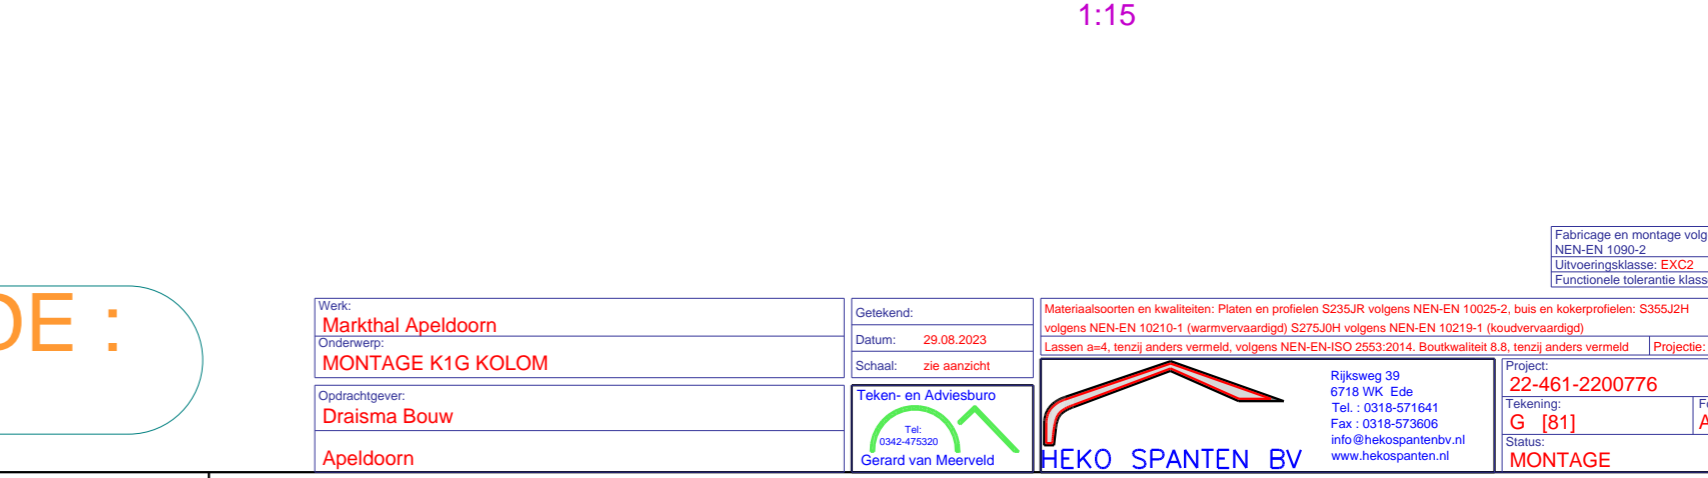 1:15
DE :
Fabricage en montage volg
NEN-EN 1090-2
Uitvoeringsklasse: EXC2
Functionele tolerantie klass
Werk:
Markthal Apeldoorn
Onderwerp:
MONTAGE K1G KOLOM
Opdrachtgever:
Draisma Bouw
Apeldoorn
Getekend:
Datum: 29.08.2023
Schaal: zie aanzicht
Teken- en Adviesburo
Tel:
0342-475320
Gerard van Meerveld
Materiaalsoorten en kwaliteiten: Platen en profielen S235JR volgens NEN-EN 10025-2, buis en kokerprofielen: S355J2H
volgens NEN-EN 10210-1 (warmvervaardigd) S275J0H volgens NEN-EN 10219-1 (koudvervaardigd)
Lassen a=4, tenzij anders vermeld, volgens NEN-EN-ISO 2553:2014. Boutkwaliteit 8.8, tenzij anders vermeld Projectie:
HEKO SPANTEN BV
Rijksweg 39
6718 WK Ede
Tel. : 0318-571641
Fax : 0318-573606
info@hekospantenbv.nl
www.hekospanten.nl
Project:
22-461-2200776
Tekening:
G [81]
A
Status:
MONTAGE